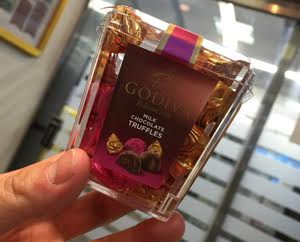 GODIVA
MILK
CHOCOLATE
TRUFFLES